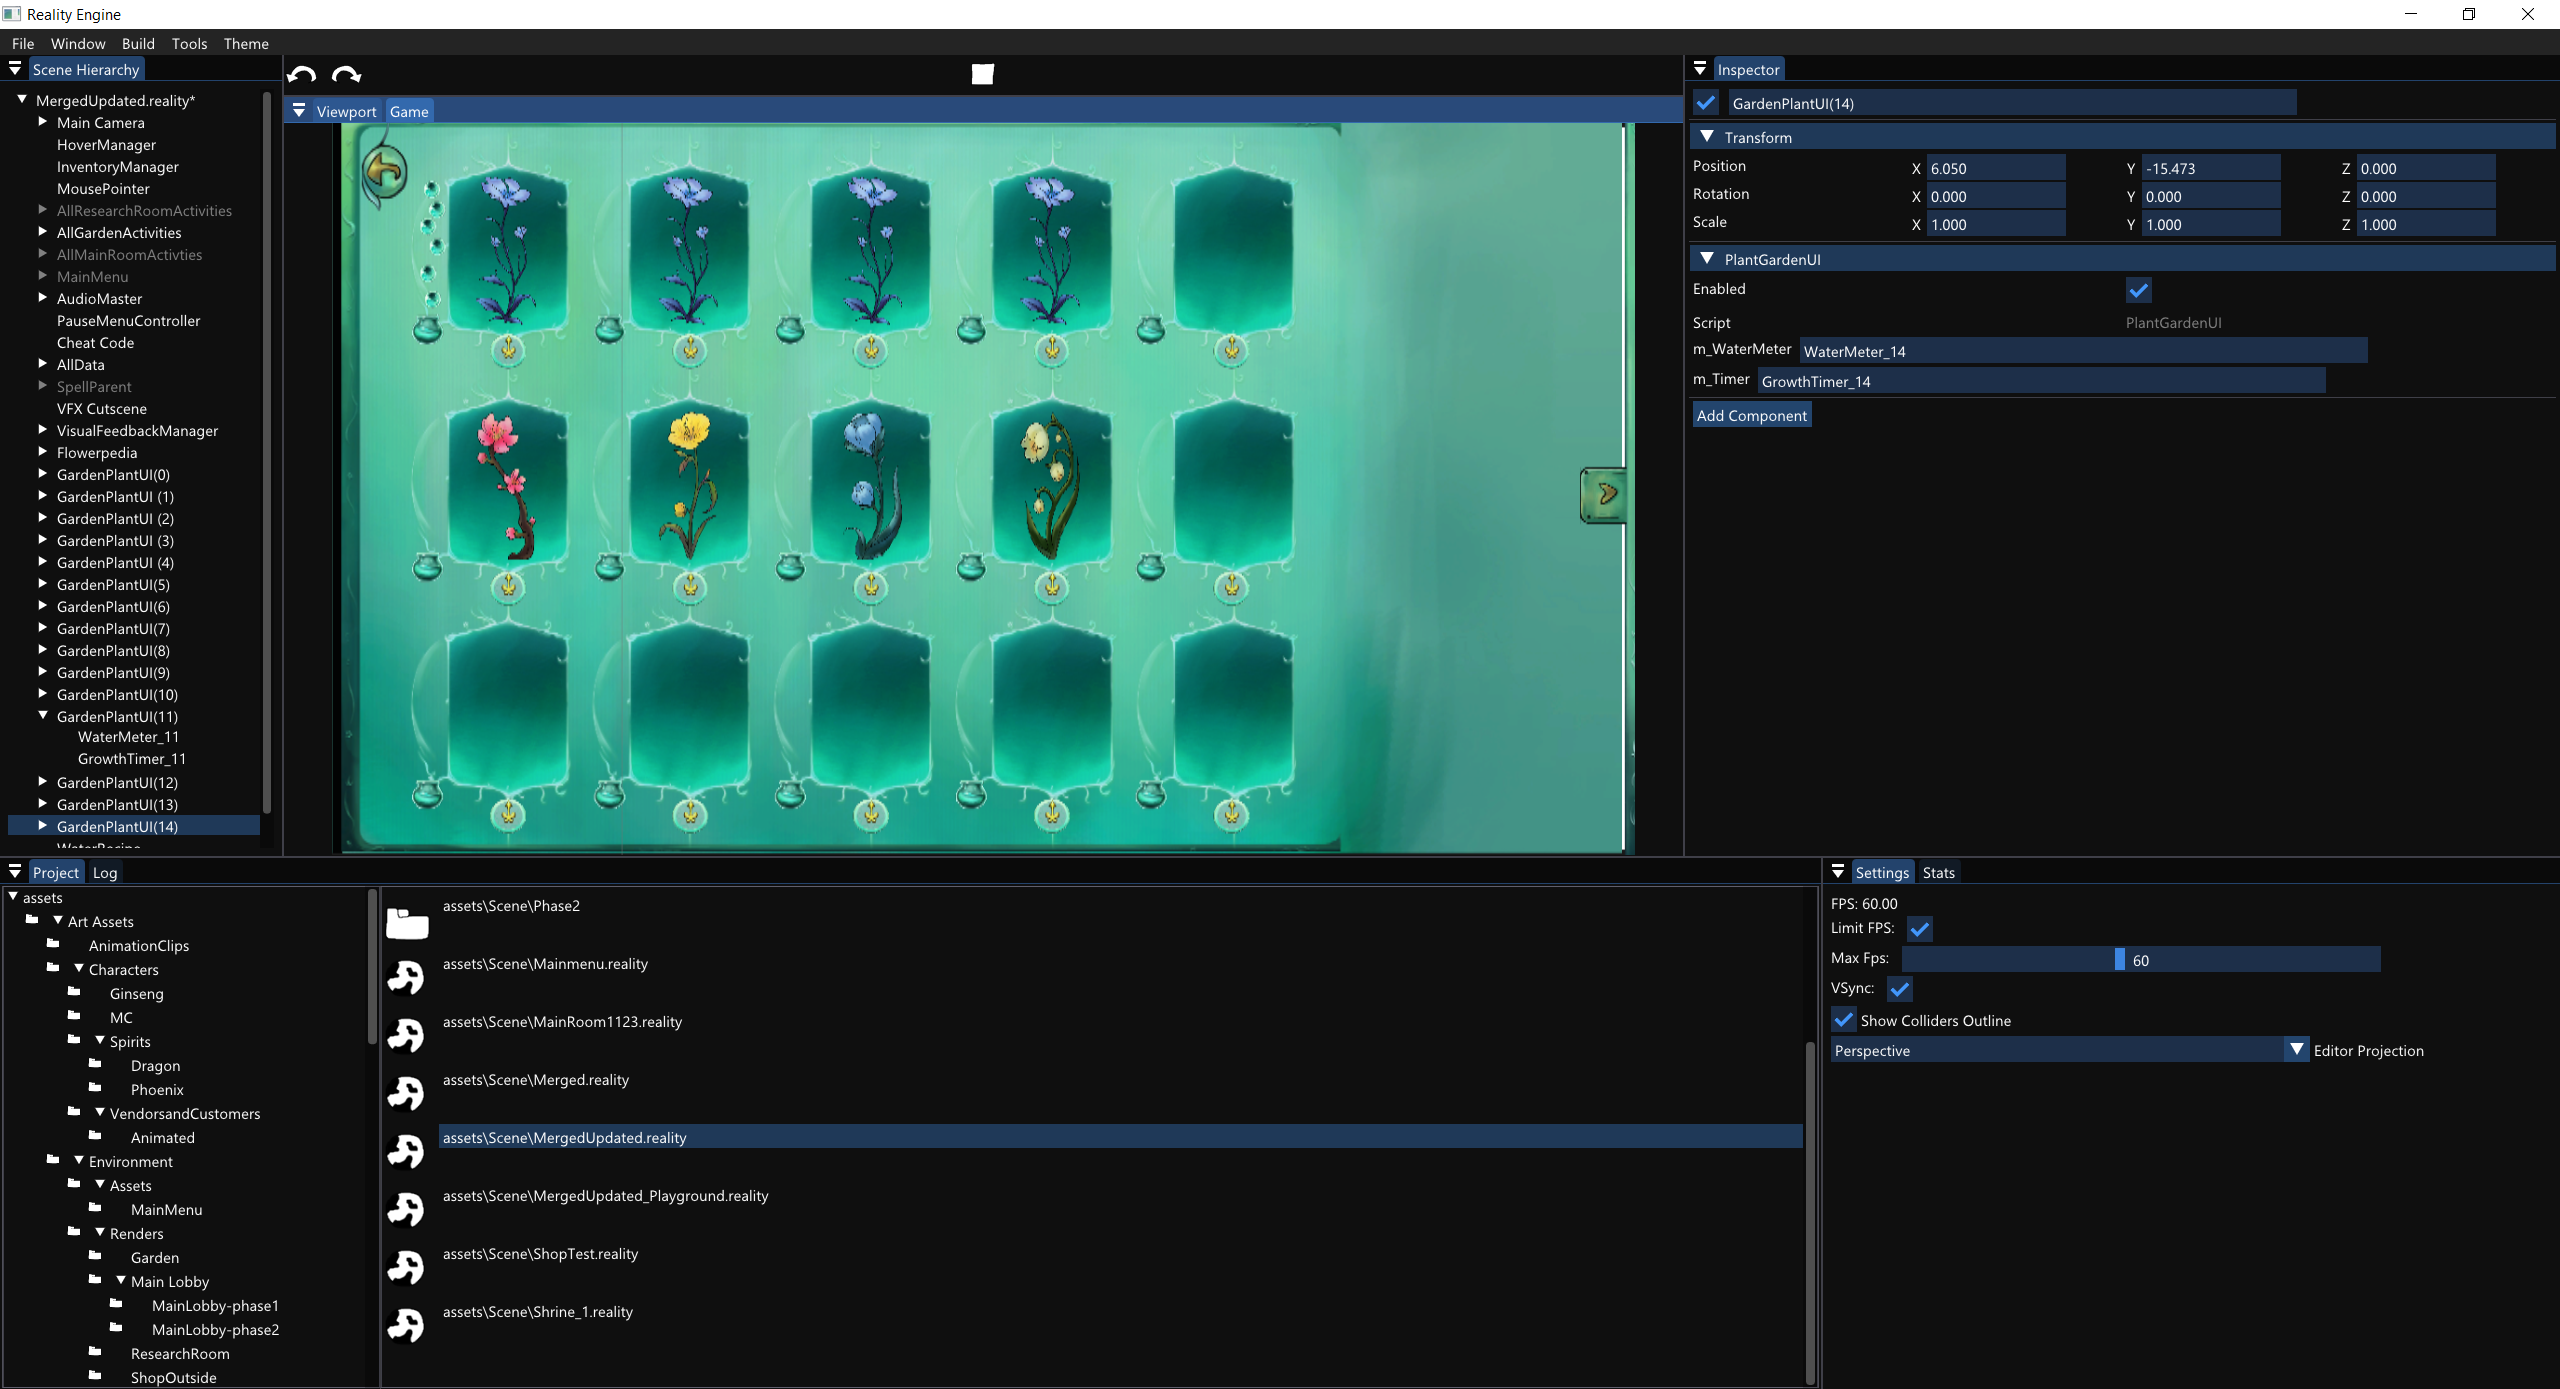 Reality Engine
File Window Build Tools Theme
Scene Hierarchy
MergedUpdated.reality*
Main Camera
HoverManager
InventoryManager
MousePointer
AllResearchRoomActivities
AllGardenActivities
AllMainRoomActivties
MainMenu
AudioMaster
PauseMenuController
Cheat Code
AllData
SpellParent
VFX Cutscene
VisualFeedbackManager
Flowerpedia
GardenPlantUI(0)
GardenPlantUI (1)
GardenPlantUI (2)
GardenPlantUI (3)
GardenPlantUI (4)
GardenPlantUI(5)
GardenPlantUI(6)
GardenPlantUI(7)
GardenPlantUI(8)
GardenPlantUI(9)
GardenPlantUI(10)
GardenPlantUI(11)
WaterMeter_11
GrowthTimer_11
GardenPlantUI(12)
GardenPlantUI(13)
GardenPlantUI(14)
Viewport Game
Inspector
GardenPlantUI(14)
Transform
Position X 6.050 Y -15.473 Z 0.000
Rotation X 0.000 Y 0.000 Z 0.000
Scale X 1.000 Y 1.000 Z 1.000
PlantGardenUI
Enabled
Script PlantGardenUI
m_WaterMeter WaterMeter_14
m_Timer GrowthTimer_14
Add Component
Project Log
assets
Art Assets
AnimationClips
Characters
Ginseng
MC
Spirits
Dragon
Phoenix
VendorsandCustomers
Animated
Environment
Assets
MainMenu
Renders
Garden
Main Lobby
MainLobby-phase1
MainLobby-phase2
ResearchRoom
ShopOutside
assets\Scene\Phase2
assets\Scene\Mainmenu.reality
assets\Scene\MainRoom1123.reality
assets\Scene\Merged.reality
assets\Scene\MergedUpdated.reality
assets\Scene\MergedUpdated_Playground.reality
assets\Scene\ShopTest.reality
assets\Scene\Shrine_1.reality
Settings Stats
FPS: 60.00
Limit FPS:
Max Fps: 60
VSync:
Show Colliders Outline
Perspective Editor Projection